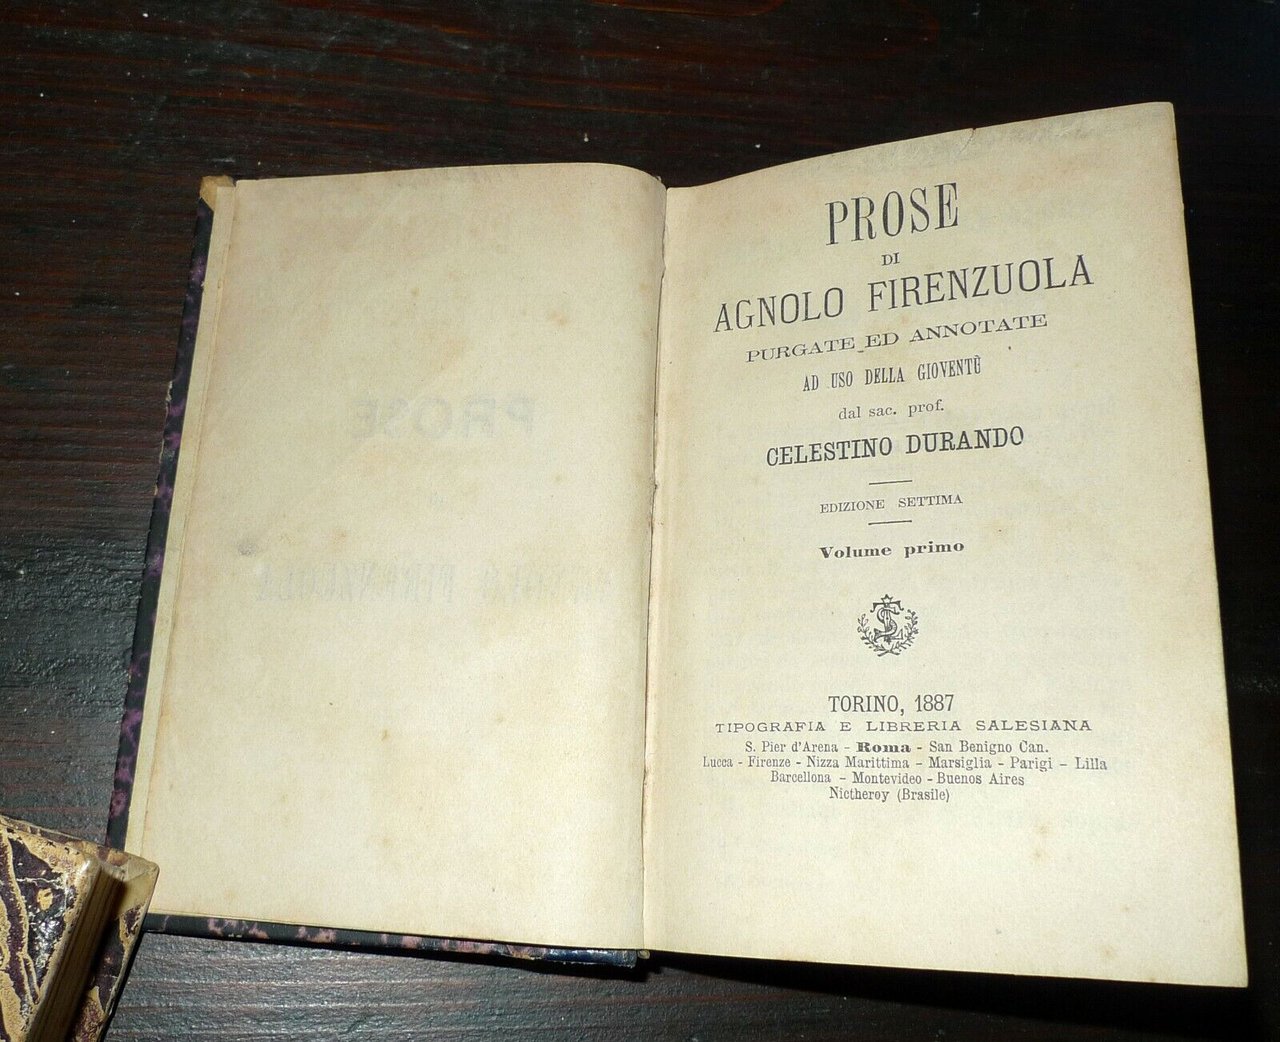 PROSE
DI
AGNOLO FIRENZUOLA
PURGATE ED ANNOTATE
AD USO DELLA GIOVENTÙ
dal sac. prof.
CELESTINO DURANDO
EDIZIONE SETTIMA
Volume primo
TORINO, 1887
TIPOGRAFIA E LIBRERIA SALESIANA
S. Pier d'Arena - Roma - San Benigno Can.
Lucca - Firenze - Nizza Marittima - Marsiglia - Parigi - Lilla
Barcellona - Montevideo - Buenos Aires
Nictheroy (Brasile)